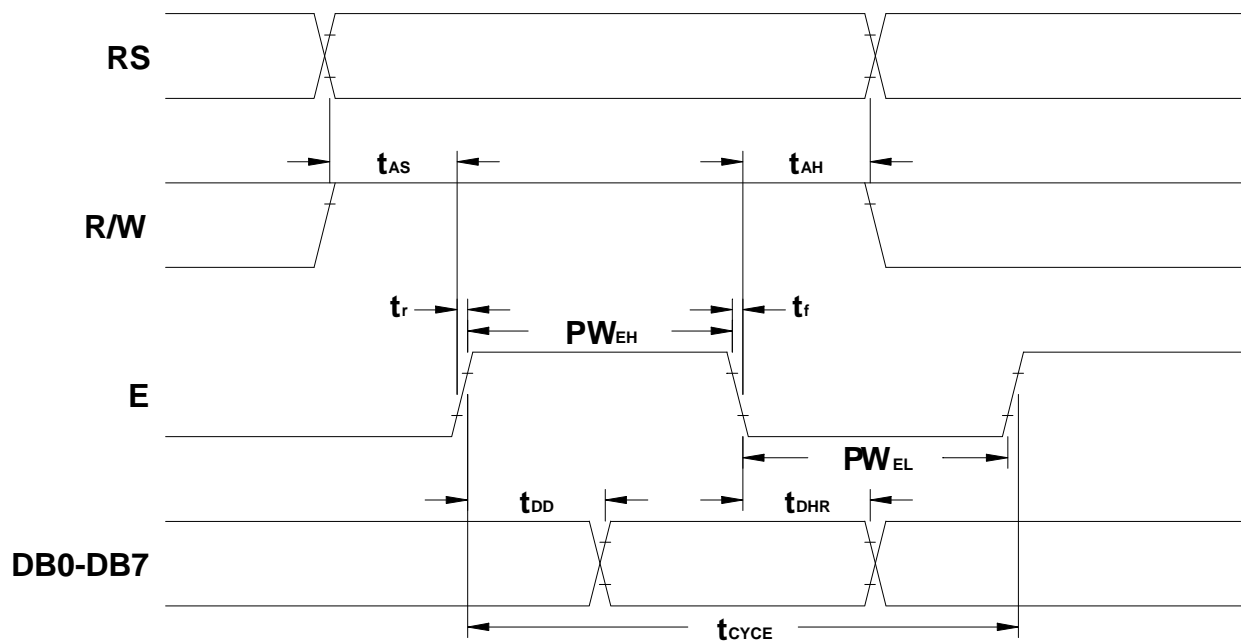 RS
tAS
tAH
R/W
tr
tf
PWEH
E
PWEL
tDD
tDHR
DB0-DB7
tCYCE